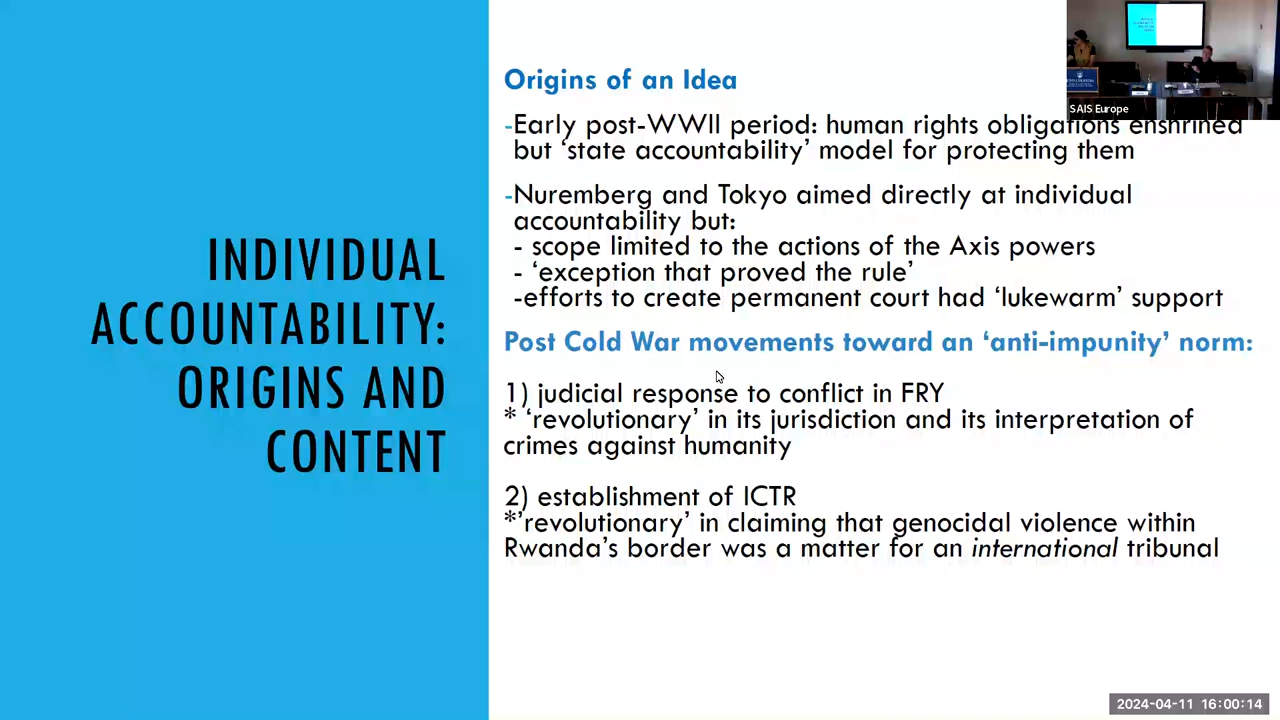 INDIVIDUAL
ACCOUNTABILITY:
ORIGINS AND
CONTENT
Origins of an Idea
-Early post-WWII period: human rights obligations enshrined
but ‘state accountability’ model for protecting them
-Nuremberg and Tokyo aimed directly at individual
accountability but:
- scope limited to the actions of the Axis powers
- ‘exception that proved the rule’
-efforts to create permanent court had ‘lukewarm’ support
Post Cold War movements toward an ‘anti-impunity’ norm:
1) judicial response to conflict in FRY
* ‘revolutionary’ in its jurisdiction and its interpretation of
crimes against humanity
2) establishment of ICTR
*’revolutionary’ in claiming that genocidal violence within
Rwanda’s border was a matter for an international tribunal
SAIS Europe
2024-04-11 16:00:14